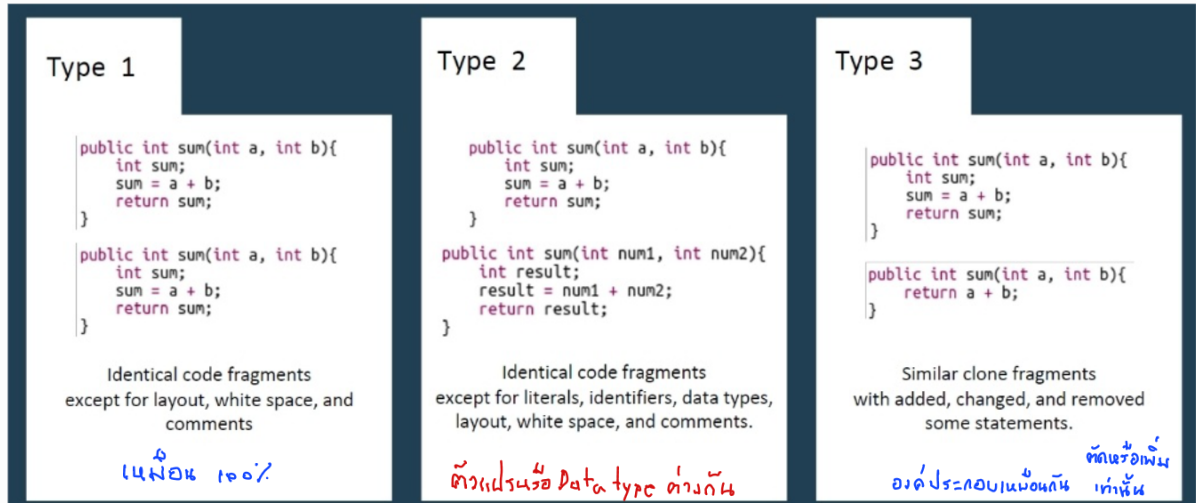 Type 1
public int sum(int a, int b){
int sum;
sum = a + b;
return sum;
}
public int sum(int a, int b){
int sum;
sum = a + b;
return sum;
}
Identical code fragments
except for layout, white space, and
comments
เหมือน 100%
Type 2
public int sum(int a, int b){
int sum;
sum = a + b;
return sum;
}
public int sum(int num1, int num2){
int result;
result = num1 + num2;
return result;
}
Identical code fragments
except for literals, identifiers, data types,
layout, white space, and comments.
ตัวแปรหรือ Data type ต่างกัน
Type 3
public int sum(int a, int b){
int sum;
sum = a + b;
return sum;
}
public int sum(int a, int b){
return a + b;
}
Similar clone fragments
with added, changed, and removed
some statements.
องค์ประกอบเหมือนกัน
ตัดหรือเพิ่ม
เท่านั้น